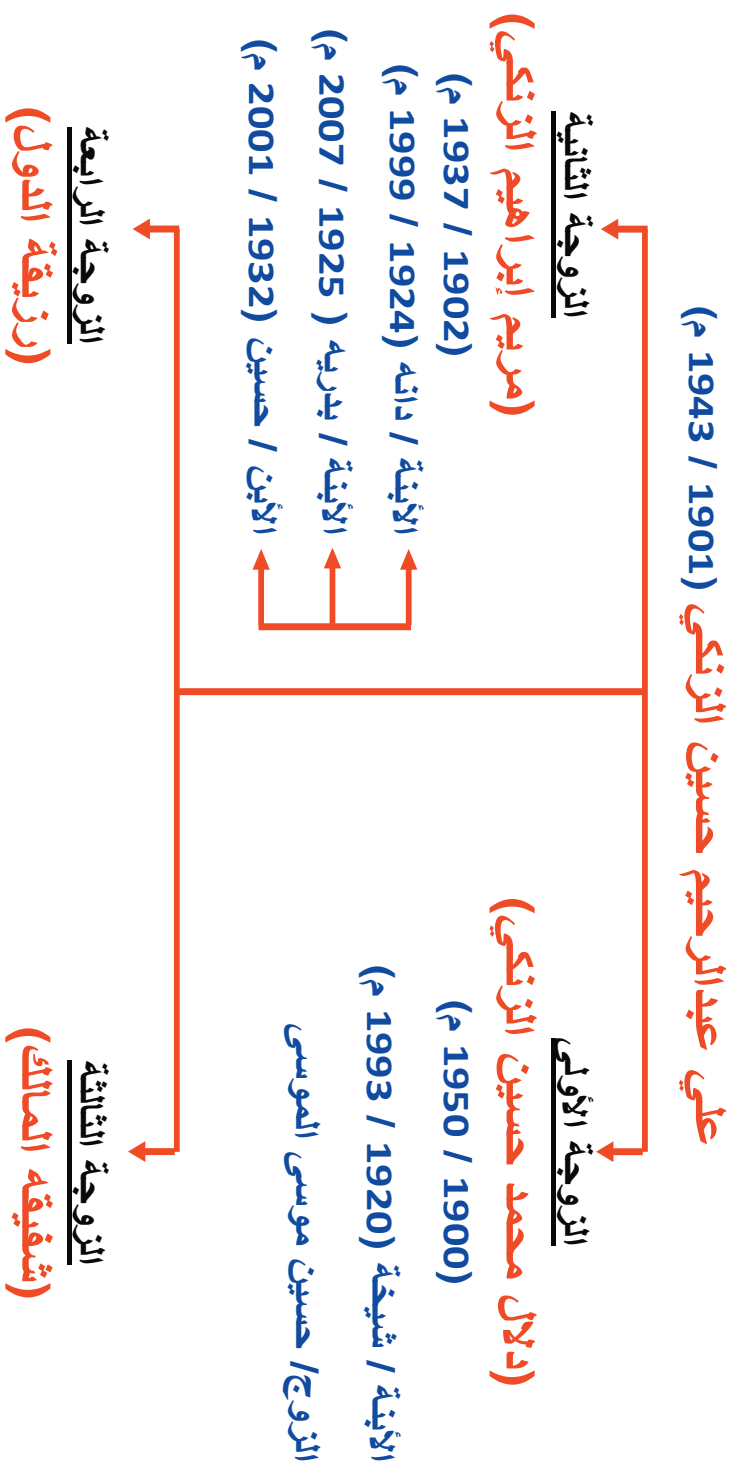 علي عبدالرحيم حسين الزنكي (1901 / 1943 م)
الزوجة الأولى
(دلال محمد حسين الزنكي)
(1900 / 1950 م)
الأبنة / شيخة (1920 / 1993 م)
الزوج/ حسين موسى الموسى
الزوجة الثانية
(مريم إبراهيم الزنكي)
(1902 / 1937 م)
الأبنة / دانه (1924 / 1999 م)
الأبنة / بدريه ( 1925 / 2007 م)
الأبن / حسين (1932 / 2001 م)
الزوجة الثالثة
(شفيقه المالك)
الزوجة الرابعة
(رزيقة الدول)